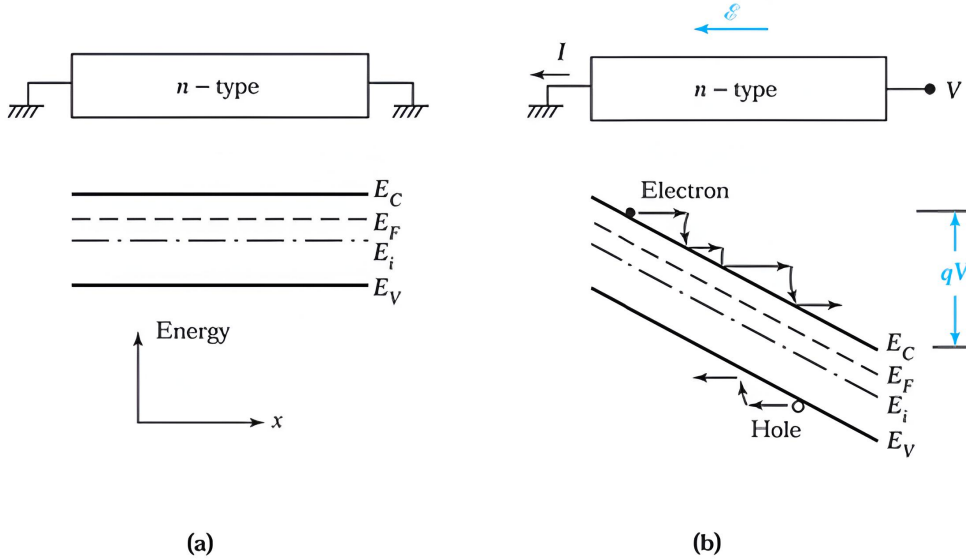 n – type
E_C
E_F
E_i
E_V
Energy
x
(a)
ℰ
I
n – type
V
Electron
qV
E_C
E_F
E_i
E_V
Hole
(b)